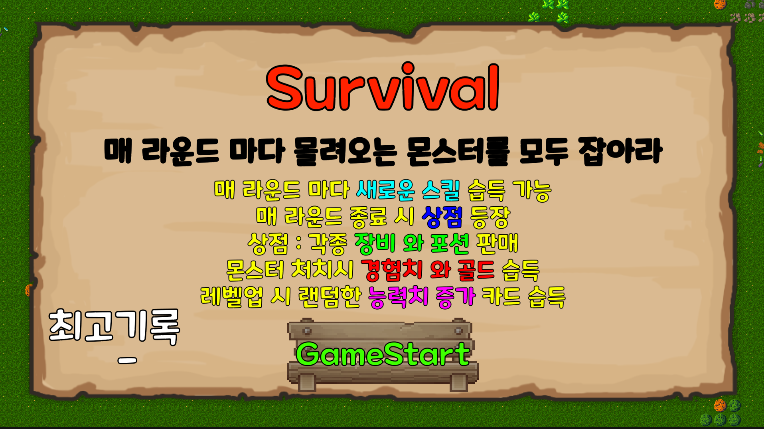 Survival
매 라운드 마다 몰려오는 몬스터를 모두 잡아라
매 라운드 마다 새로운 스킬 습득 가능
매 라운드 종료 시 상점 등장
상점 : 각종 장비 와 포션 판매
몬스터 처치시 경험치 와 골드 습득
레벨업 시 랜덤한 능력치 증가 카드 습득
최고기록
-
GameStart